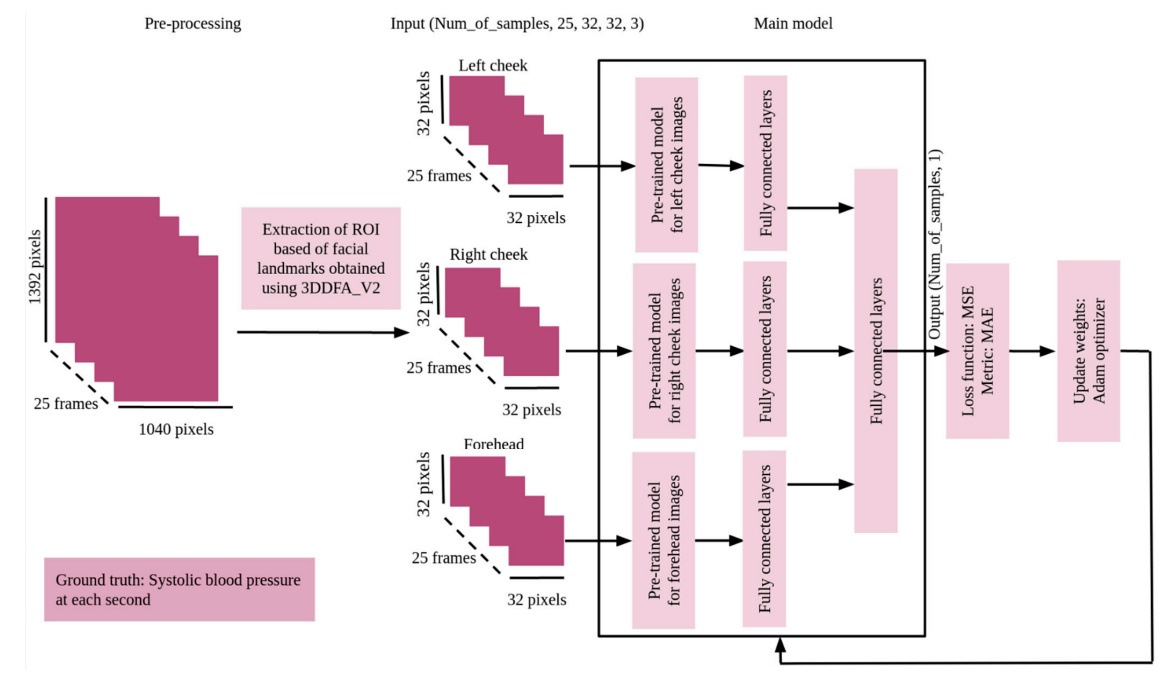 Pre-processing
Input (Num_of_samples, 25, 32, 32, 3)
Main model
1392 pixels
25 frames
1040 pixels
Extraction of ROI
based of facial
landmarks obtained
using 3DDFA_V2
Left cheek
32 pixels
25 frames
32 pixels
Right cheek
32 pixels
25 frames
32 pixels
Forehead
32 pixels
25 frames
32 pixels
Pre-trained model
for left cheek images
Fully connected layers
Pre-trained model
for right cheek images
Fully connected layers
Pre-trained model
for forehead images
Fully connected layers
Fully connected layers
Output (Num_of_samples, 1)
Loss function: MSE
Metric: MAE
Update weights:
Adam optimizer
Ground truth: Systolic blood pressure
at each second